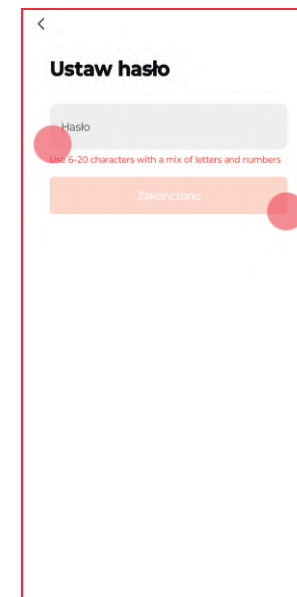 Ustaw hasło
Hasło
Use 6-20 characters with a mix of letters and numbers
Zakończono